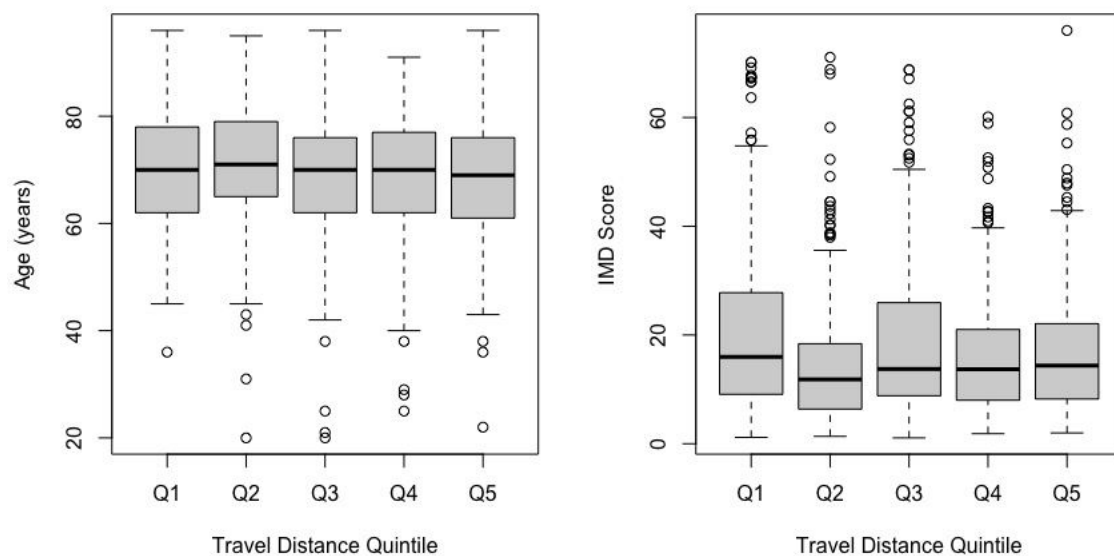 Age (years)
80
60
40
20
Q1 Q2 Q3 Q4 Q5
Travel Distance Quintile
IMD Score
60
40
20
0
Q1 Q2 Q3 Q4 Q5
Travel Distance Quintile